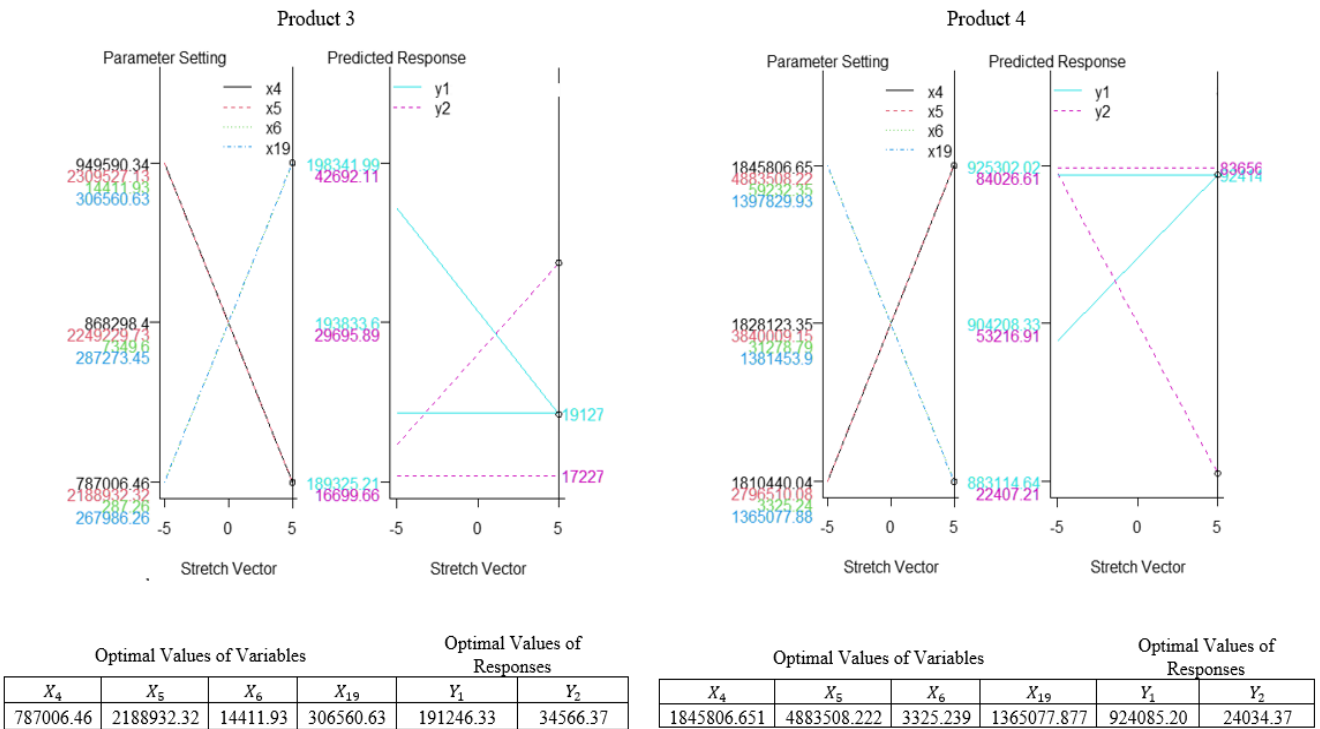 Product 3
Parameter Setting
Predicted Response
x4
x5
x6
x19
y1
y2
949590.34
2309527.13
14411.93
306560.63
868298.4
2249229.73
7349.6
287273.45
787006.46
2188932.32
287.26
267986.26
198341.99
42692.11
193833.6
29695.89
189325.21
16699.66
19127
17227
-5 0 5
-5 0 5
Stretch Vector
Stretch Vector
Product 4
Parameter Setting
Predicted Response
x4
x5
x6
x19
y1
y2
1845806.65
4883508.22
59232.35
1397829.93
1828123.35
3840009.15
31278.79
1381453.9
1810440.04
2796510.08
3325.24
1365077.88
925302.02
84026.61
904208.33
53216.91
883114.64
22407.21
83656
92414
-5 0 5
-5 0 5
Stretch Vector
Stretch Vector
Optimal Values of Variables
Optimal Values of
Responses
X4 X5 X6 X19 Y1 Y2
787006.46 2188932.32 14411.93 306560.63 191246.33 34566.37
Optimal Values of Variables
Optimal Values of
Responses
X4 X5 X6 X19 Y1 Y2
1845806.651 4883508.222 3325.239 1365077.877 924085.20 24034.37